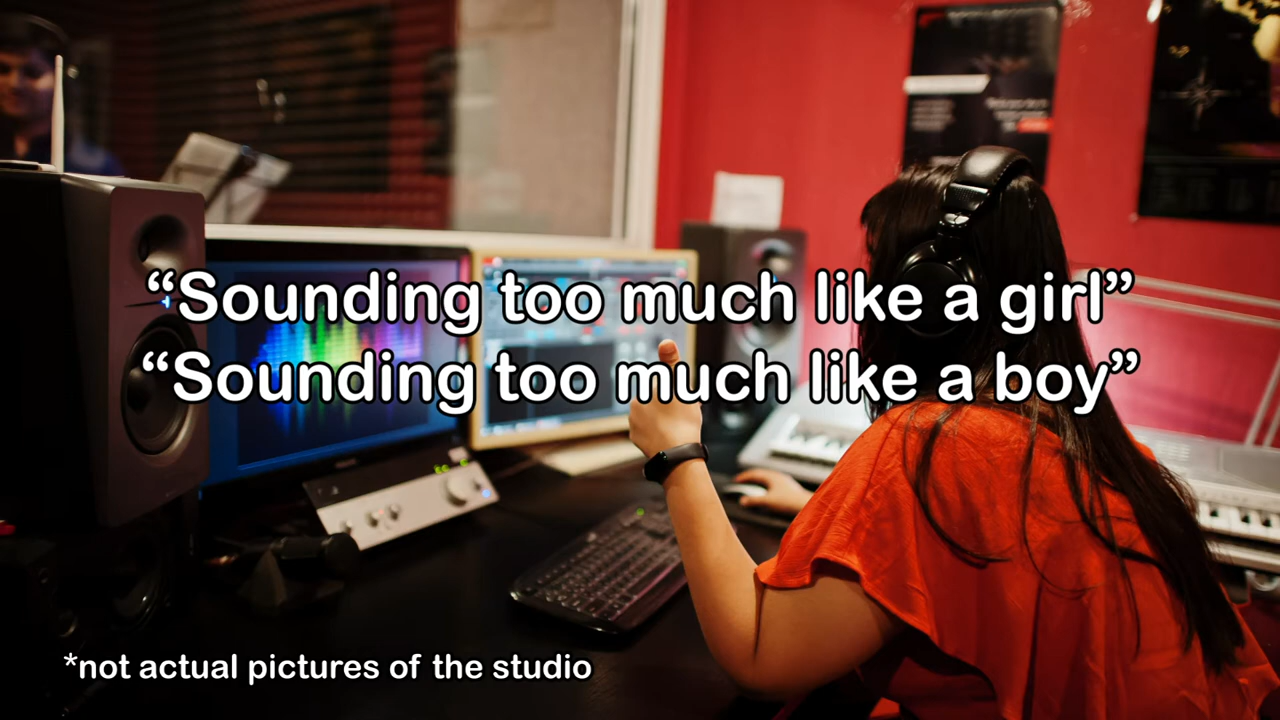 “Sounding too much like a girl”
“Sounding too much like a boy”
*not actual pictures of the studio